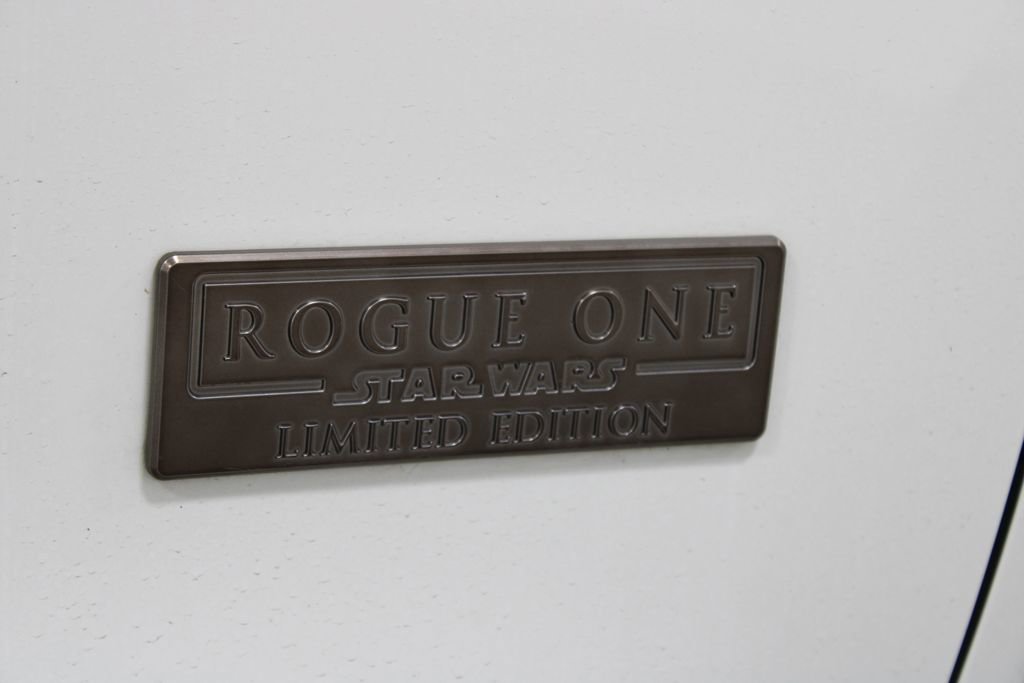 ROGUE ONE
STAR WARS
LIMITED EDITION